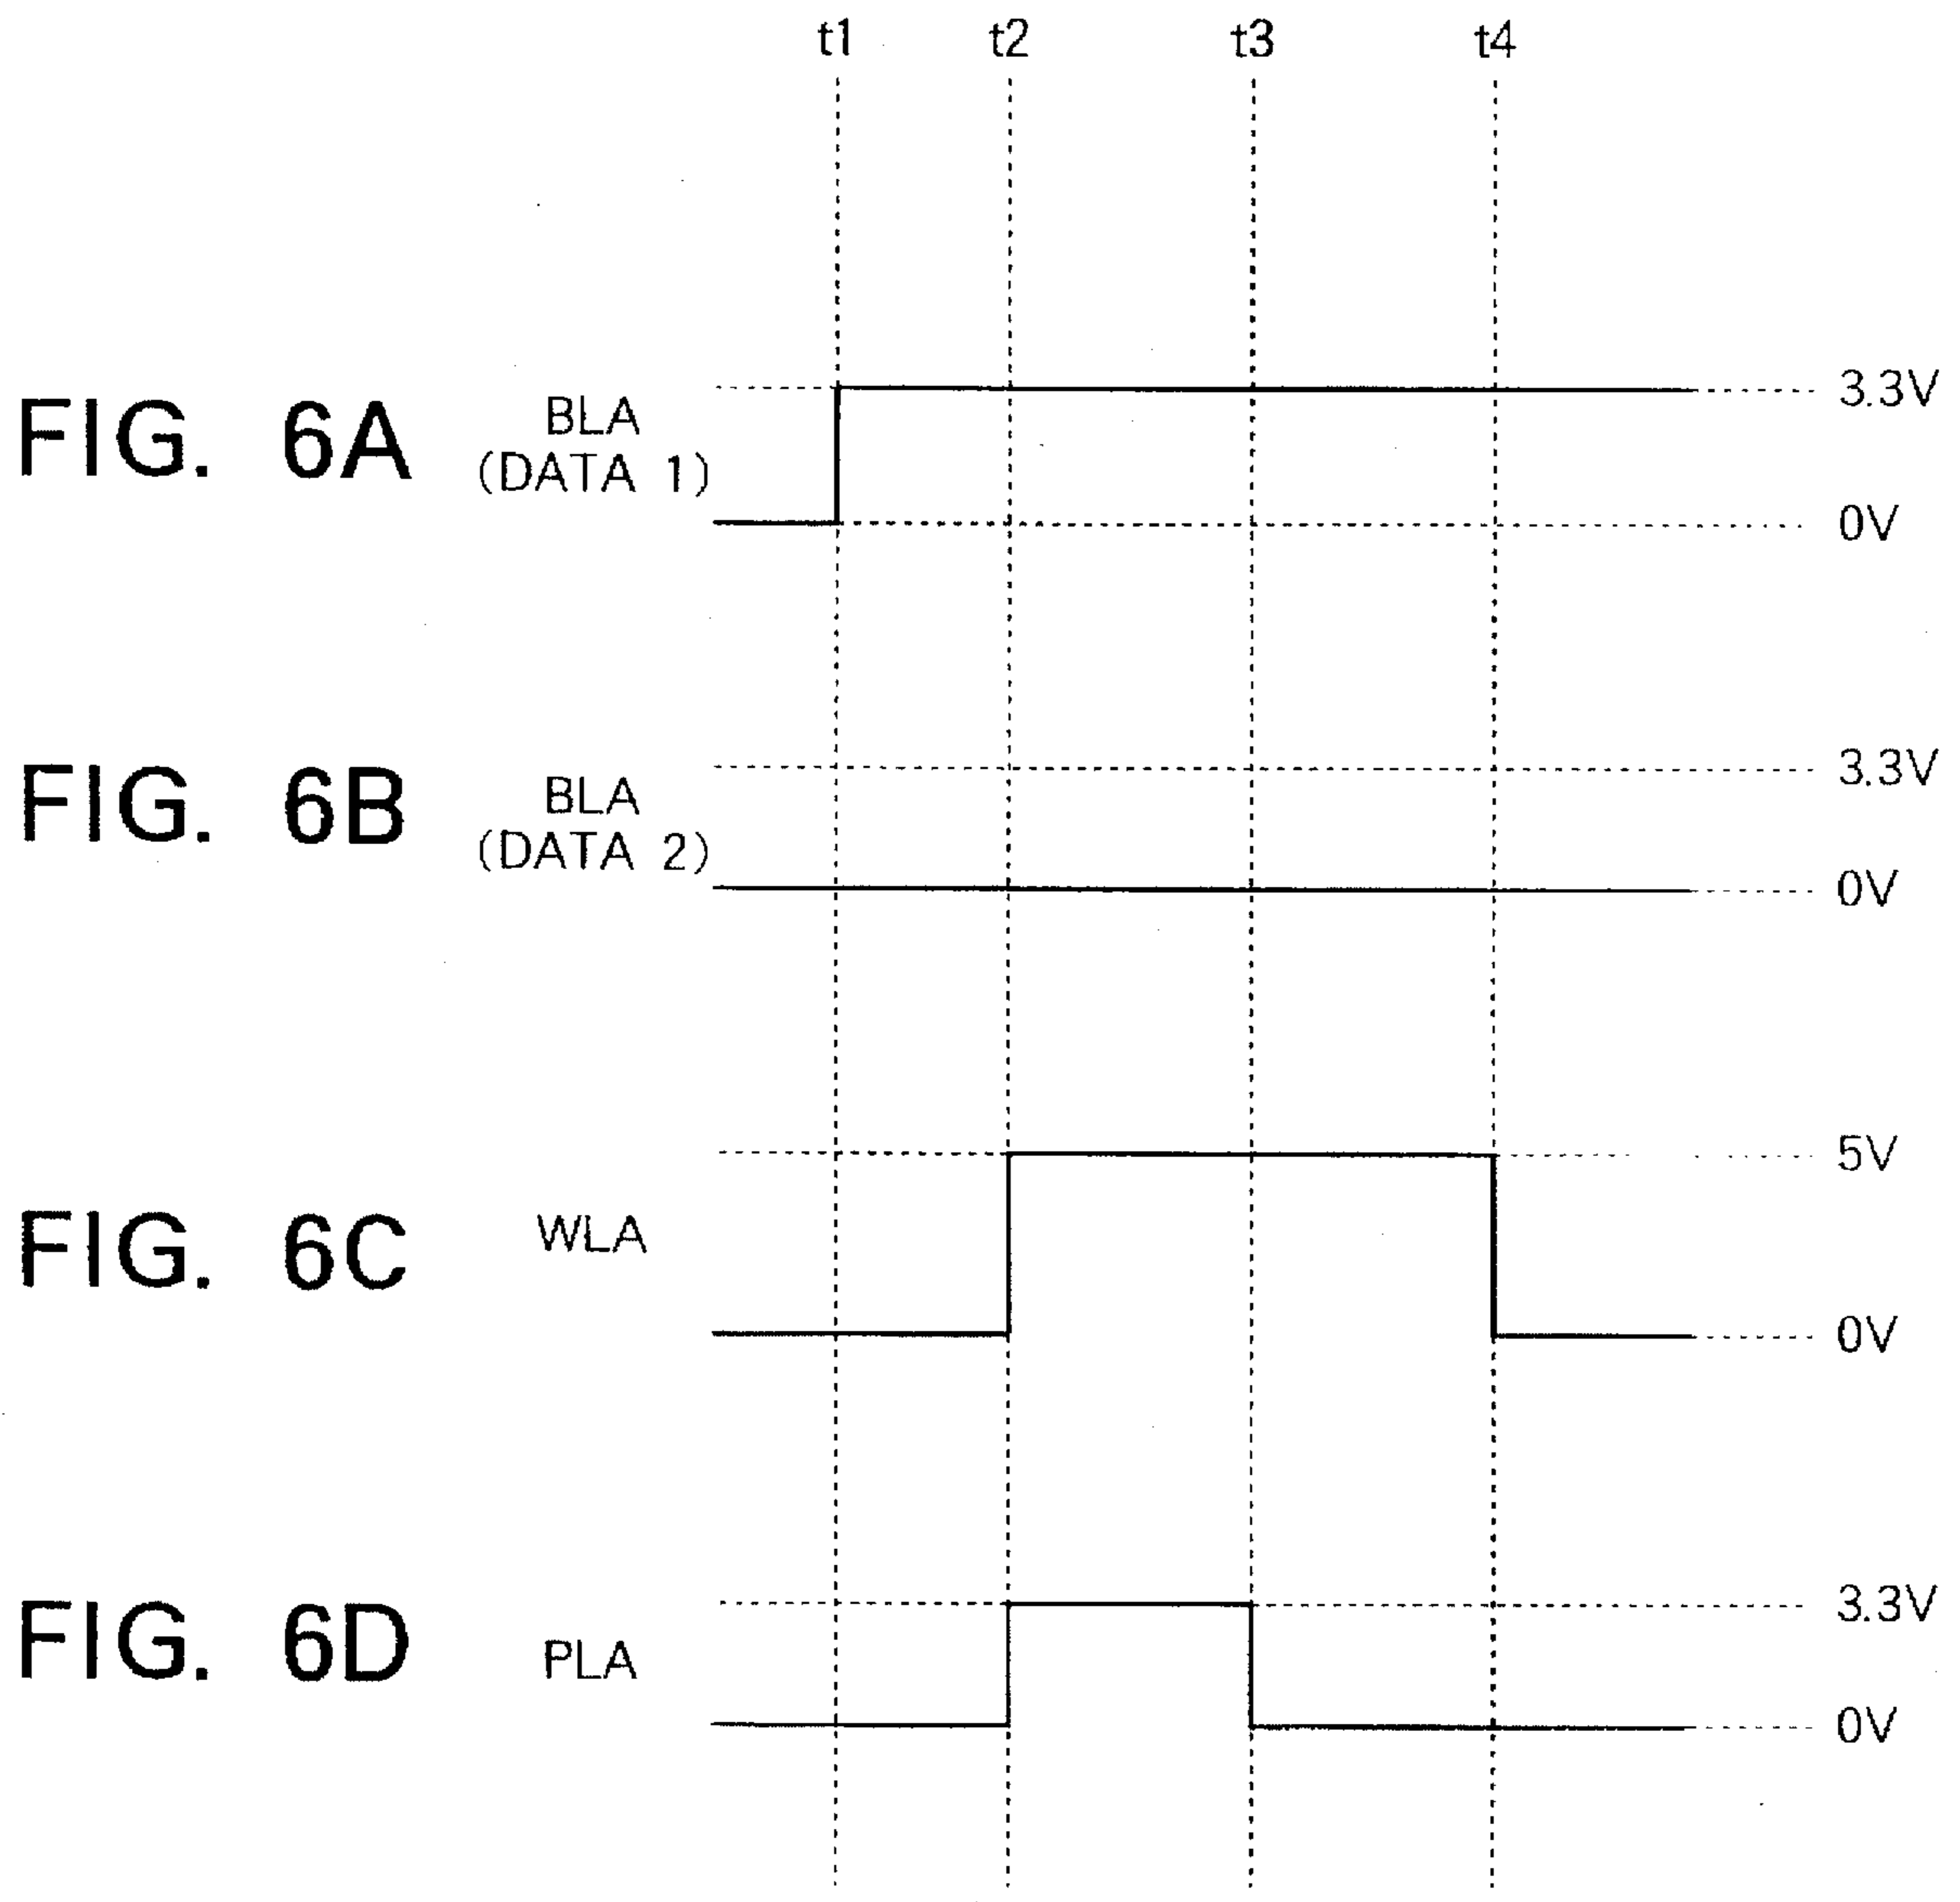 t1 t2 t3 t4
FIG. 6A
BLA
(DATA 1)
3.3V
0V
FIG. 6B
BLA
(DATA 2)
3.3V
0V
FIG. 6C
WLA
5V
0V
FIG. 6D
PLA
3.3V
0V